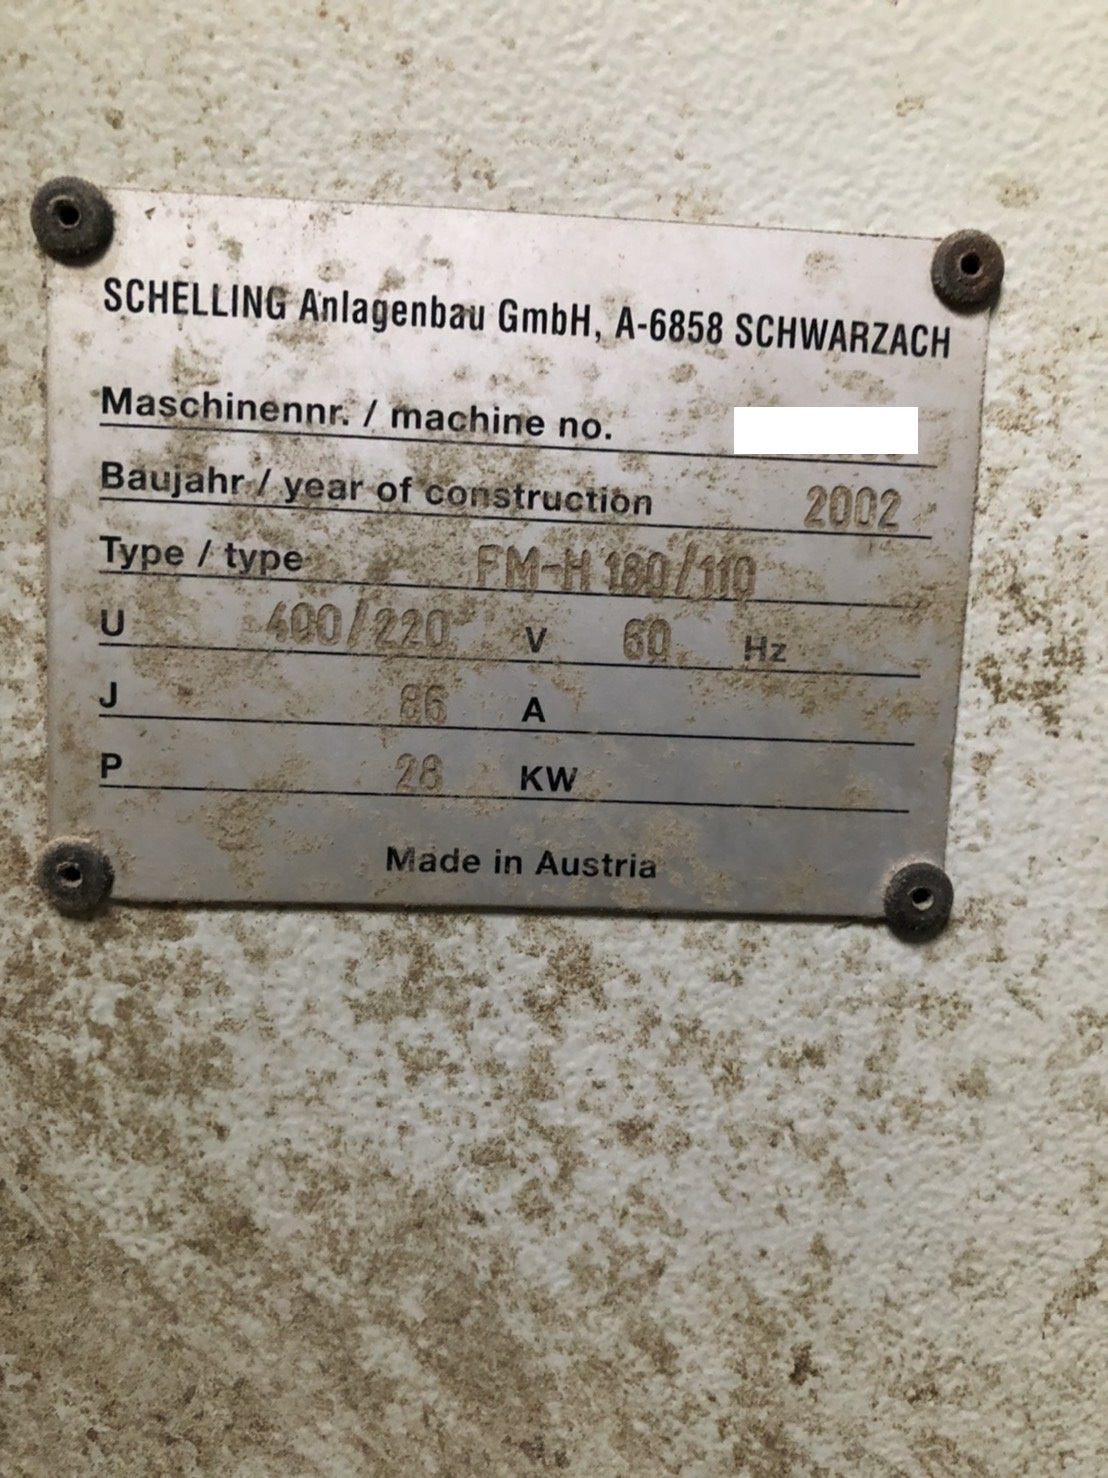 SCHELLING Anlagenbau GmbH, A-6858 SCHWARZACH
Maschinennr. / machine no.
Baujahr / year of construction 2002
Type / type FM-H 180/110
U 400/220 V 60 Hz
J 86 A
P 28 KW
Made in Austria